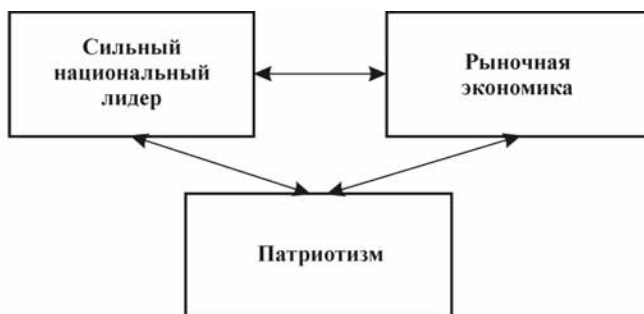 Сильный
национальный
лидер
Рыночная
экономика
Патриотизм